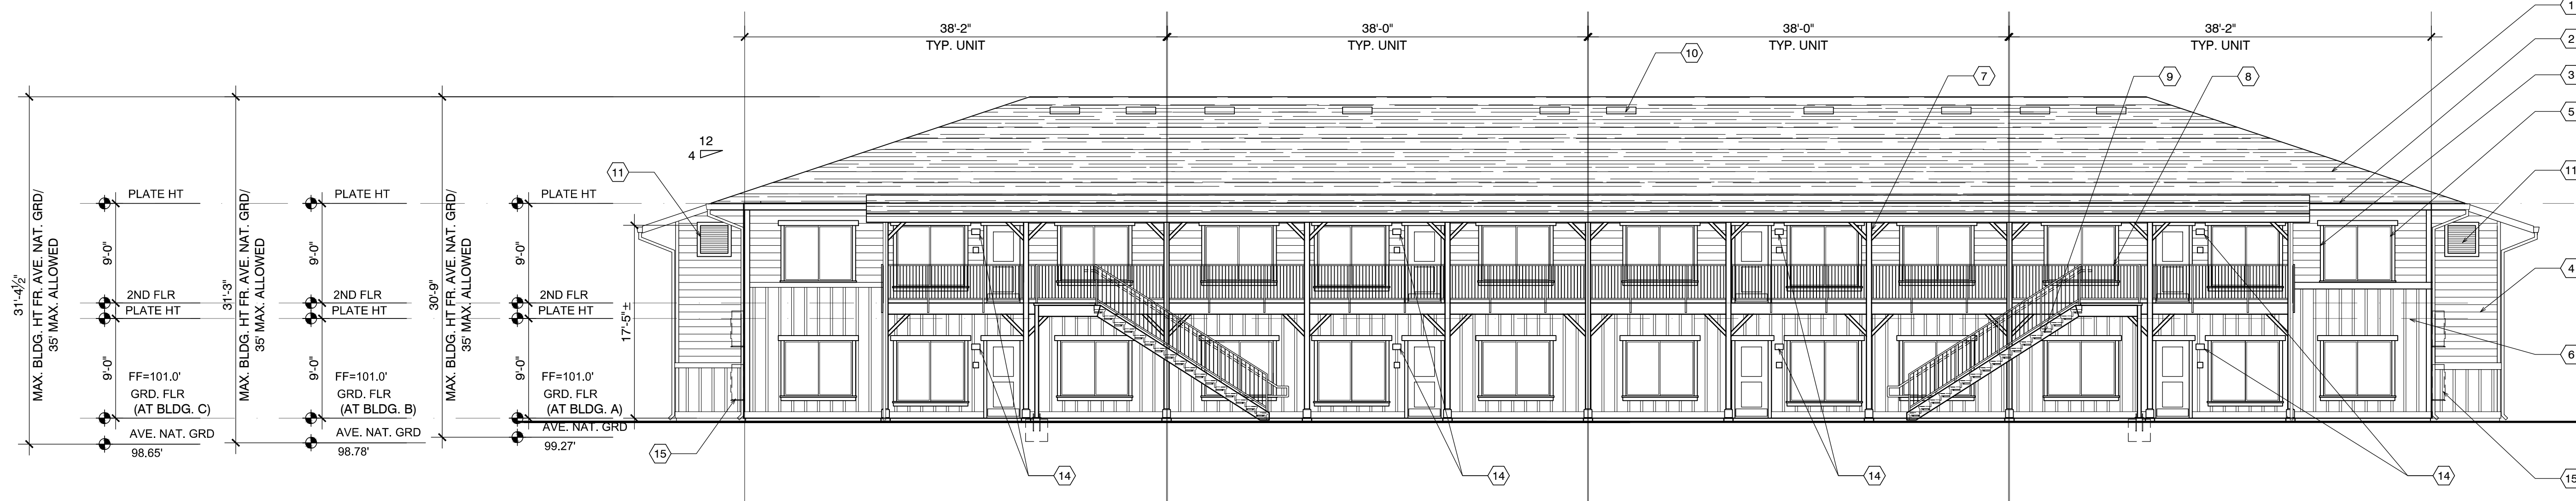 38'-2"
TYP. UNIT
38'-0"
TYP. UNIT
38'-0"
TYP. UNIT
38'-2"
TYP. UNIT
1
2
3
5
10
7
9
8
12
4
11
11
4
6
15
31'-4½"
MAX. BLDG. HT FR. AVE. NAT. GRD/
35' MAX. ALLOWED
PLATE HT
9'-0"
2ND FLR
PLATE HT
9'-0"
FF=101.0'
GRD. FLR
(AT BLDG. C)
AVE. NAT. GRD
98.65'
31'-3"
MAX. BLDG. HT FR. AVE. NAT. GRD/
35' MAX. ALLOWED
PLATE HT
9'-0"
2ND FLR
PLATE HT
9'-0"
FF=101.0'
GRD. FLR
(AT BLDG. B)
AVE. NAT. GRD
98.78'
30'-9"
MAX. BLDG. HT FR. AVE. NAT. GRD/
35' MAX. ALLOWED
PLATE HT
9'-0"
2ND FLR
PLATE HT
9'-0"
FF=101.0'
GRD. FLR
(AT BLDG. A)
AVE. NAT. GRD
99.27'
17'-5"±
15
14
14
14
14